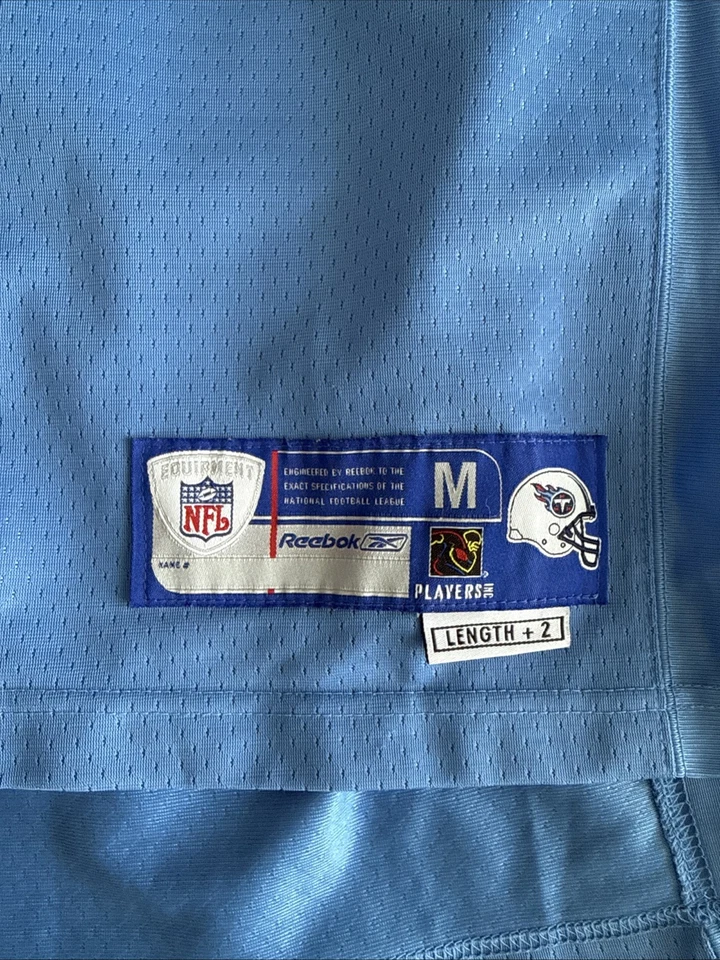 EQUIPMENT
NFL
ENGINEERED BY REEBOK TO THE
EXACT SPECIFICATIONS OF THE
NATIONAL FOOTBALL LEAGUE
M
Reebok
NAME #
PLAYERS INC
T
LENGTH + 2